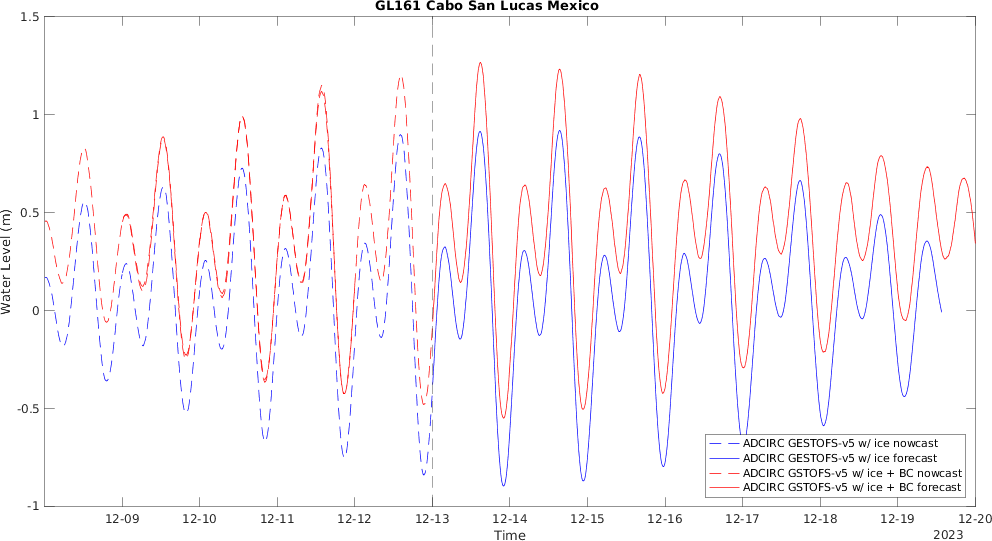 GL161 Cabo San Lucas Mexico
1.5
1
0.5
0
-0.5
-1
Water Level (m)
ADCIRC GESTOFS-v5 w/ ice nowcast
ADCIRC GESTOFS-v5 w/ ice forecast
ADCIRC GSTOFS-v5 w/ ice + BC nowcast
ADCIRC GSTOFS-v5 w/ ice + BC forecast
12-09 12-10 12-11 12-12 12-13 12-14 12-15 12-16 12-17 12-18 12-19 12-20
Time
2023